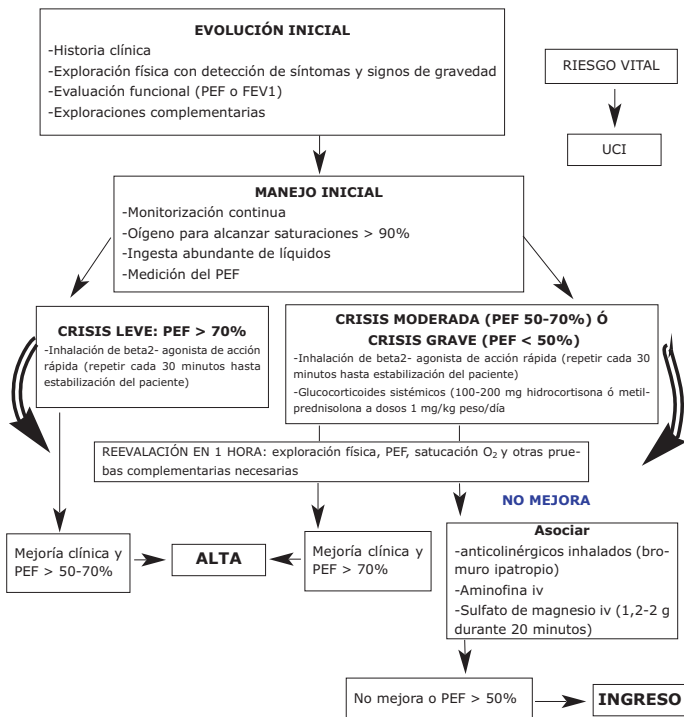 EVOLUCIÓN INICIAL
-Historia clínica
-Exploración física con detección de síntomas y signos de gravedad
-Evaluación funcional (PEF o FEV1)
-Exploraciones complementarias
RIESGO VITAL
UCI
MANEJO INICIAL
-Monitorización continua
-Oígeno para alcanzar saturaciones > 90%
-Ingesta abundante de líquidos
-Medición del PEF
CRISIS LEVE: PEF > 70%
-Inhalación de beta2- agonista de acción
rápida (repetir cada 30 minutos hasta
estabilización del paciente)
CRISIS MODERADA (PEF 50-70%) Ó
CRISIS GRAVE (PEF < 50%)
-Inhalación de beta2- agonista de acción rápida (repetir cada 30
minutos hasta estabilización del paciente)
-Glucocorticoides sistémicos (100-200 mg hidrocortisona ó metil-
prednisolona a dosis 1 mg/kg peso/día
REEVALACIÓN EN 1 HORA: exploración física, PEF, satucación O₂ y otras prue-
bas complementarias necesarias
NO MEJORA
Mejoría clínica y
PEF > 50-70%
ALTA
Mejoría clínica y
PEF > 70%
Asociar
-anticolinérgicos inhalados (bro-
muro ipatropio)
-Aminofina iv
-Sulfato de magnesio iv (1,2-2 g
durante 20 minutos)
No mejora o PEF > 50%
INGRESO